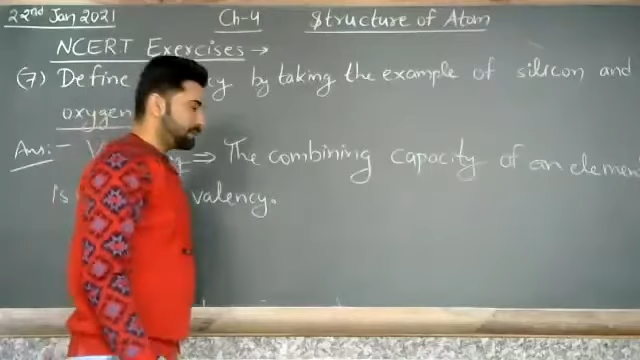 22nd Jan 2021 Ch-4 Structure of Atom
NCERT Exercises →
(7) Define by taking the example of silicon and
oxygen
Ans:- ⇒ The combining capacity of an element
is valency.